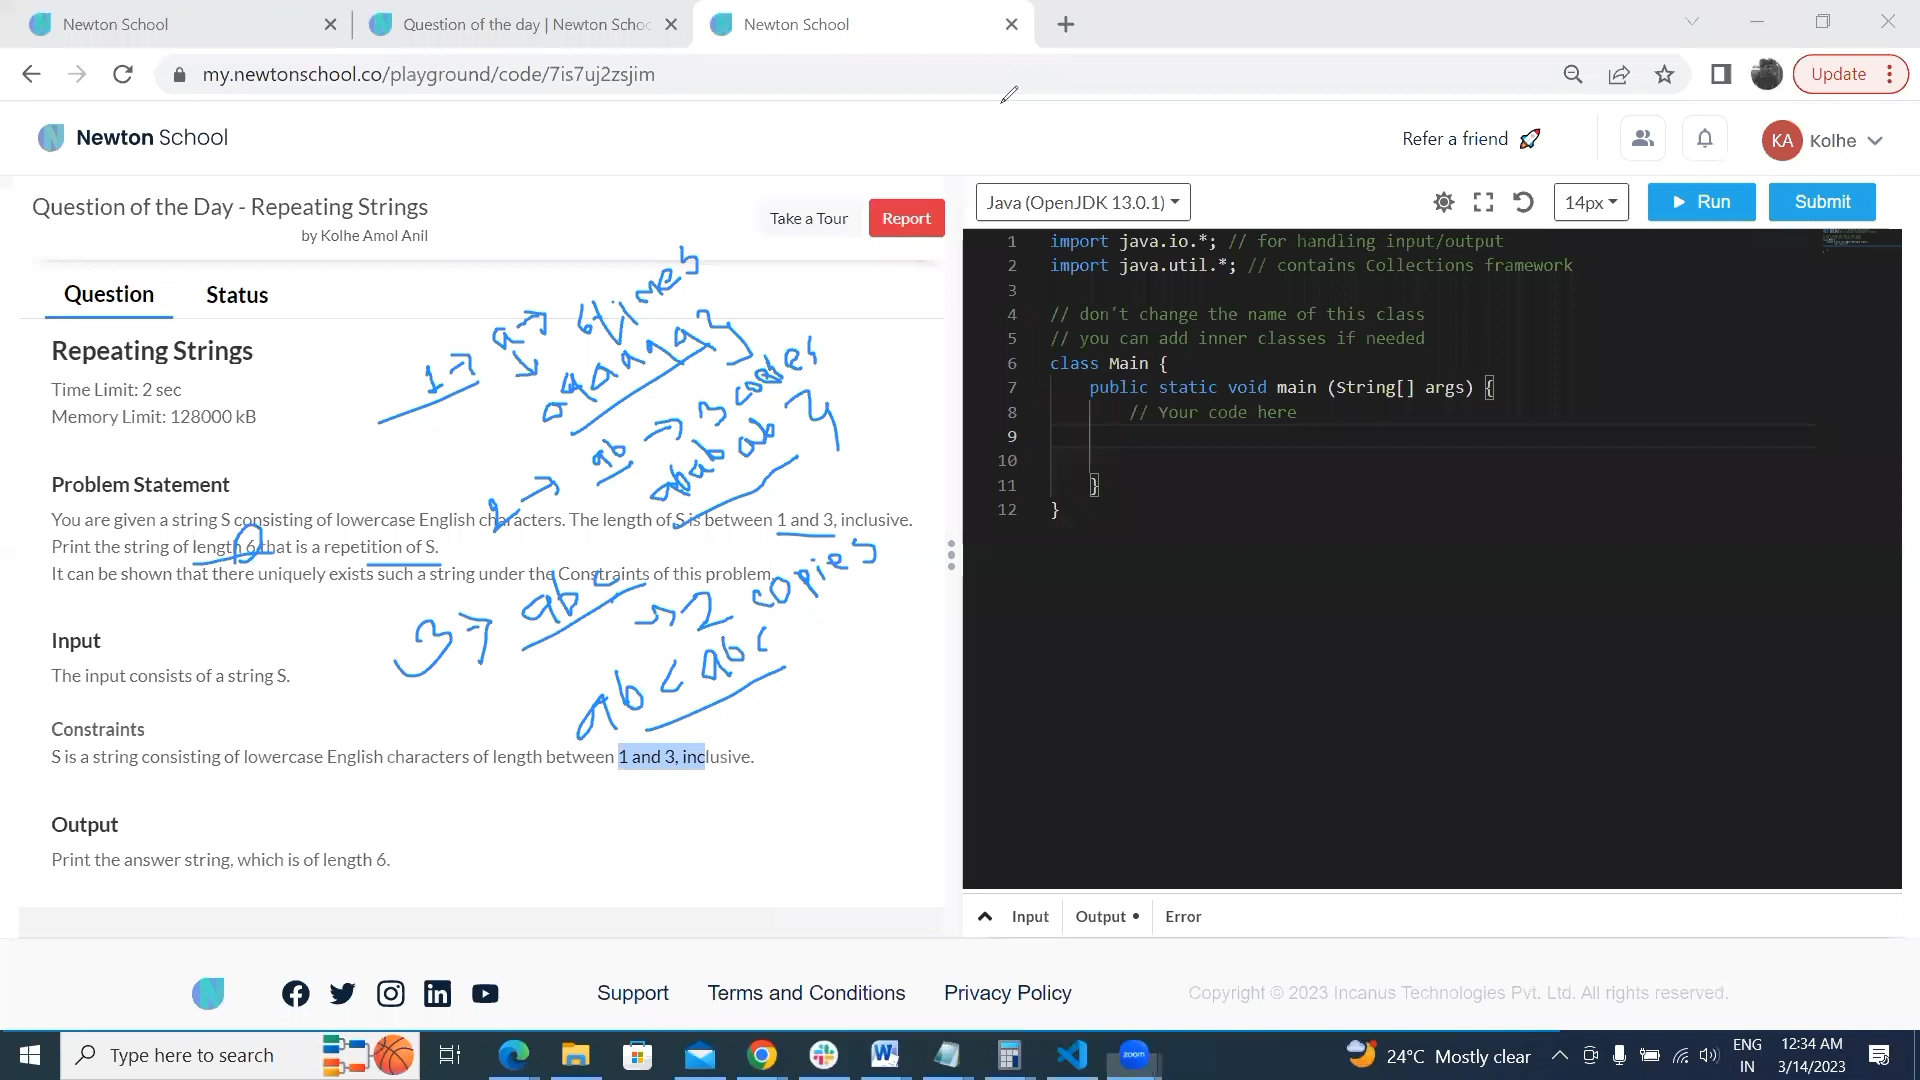 Newton School
Question of the day | Newton Schoo
Newton School
my.newtonschool.co/playground/code/7is7uj2zsjim
Update
Newton School
Refer a friend
KA Kolhe
Question of the Day - Repeating Strings
by Kolhe Amol Anil
Take a Tour
Report
Java (OpenJDK 13.0.1)
14px
Run
Submit
Question
Status
Repeating Strings
Time Limit: 2 sec
Memory Limit: 128000 kB
Problem Statement
You are given a string S consisting of lowercase English characters. The length of S is between 1 and 3, inclusive.
Print the string of length 6 that is a repetition of S.
It can be shown that there uniquely exists such a string under the Constraints of this problem.
Input
The input consists of a string S.
Constraints
S is a string consisting of lowercase English characters of length between 1 and 3, inclusive.
Output
Print the answer string, which is of length 6.
1 → a → 6 times
aaaaaa
2 → ab → 3 copies
ababab
3 → abc → 2 copies
abcabc
1 import java.io.*; // for handling input/output
2 import java.util.*; // contains Collections framework
3
4 // don't change the name of this class
5 // you can add inner classes if needed
6 class Main {
7 public static void main (String[] args) {
8 // Your code here
9
10
11 }
12 }
Input
Output •
Error
Support
Terms and Conditions
Privacy Policy
Copyright © 2023 Incanus Technologies Pvt. Ltd. All rights reserved.
Type here to search
zoom
24°C Mostly clear
ENG
IN
12:34 AM
3/14/2023